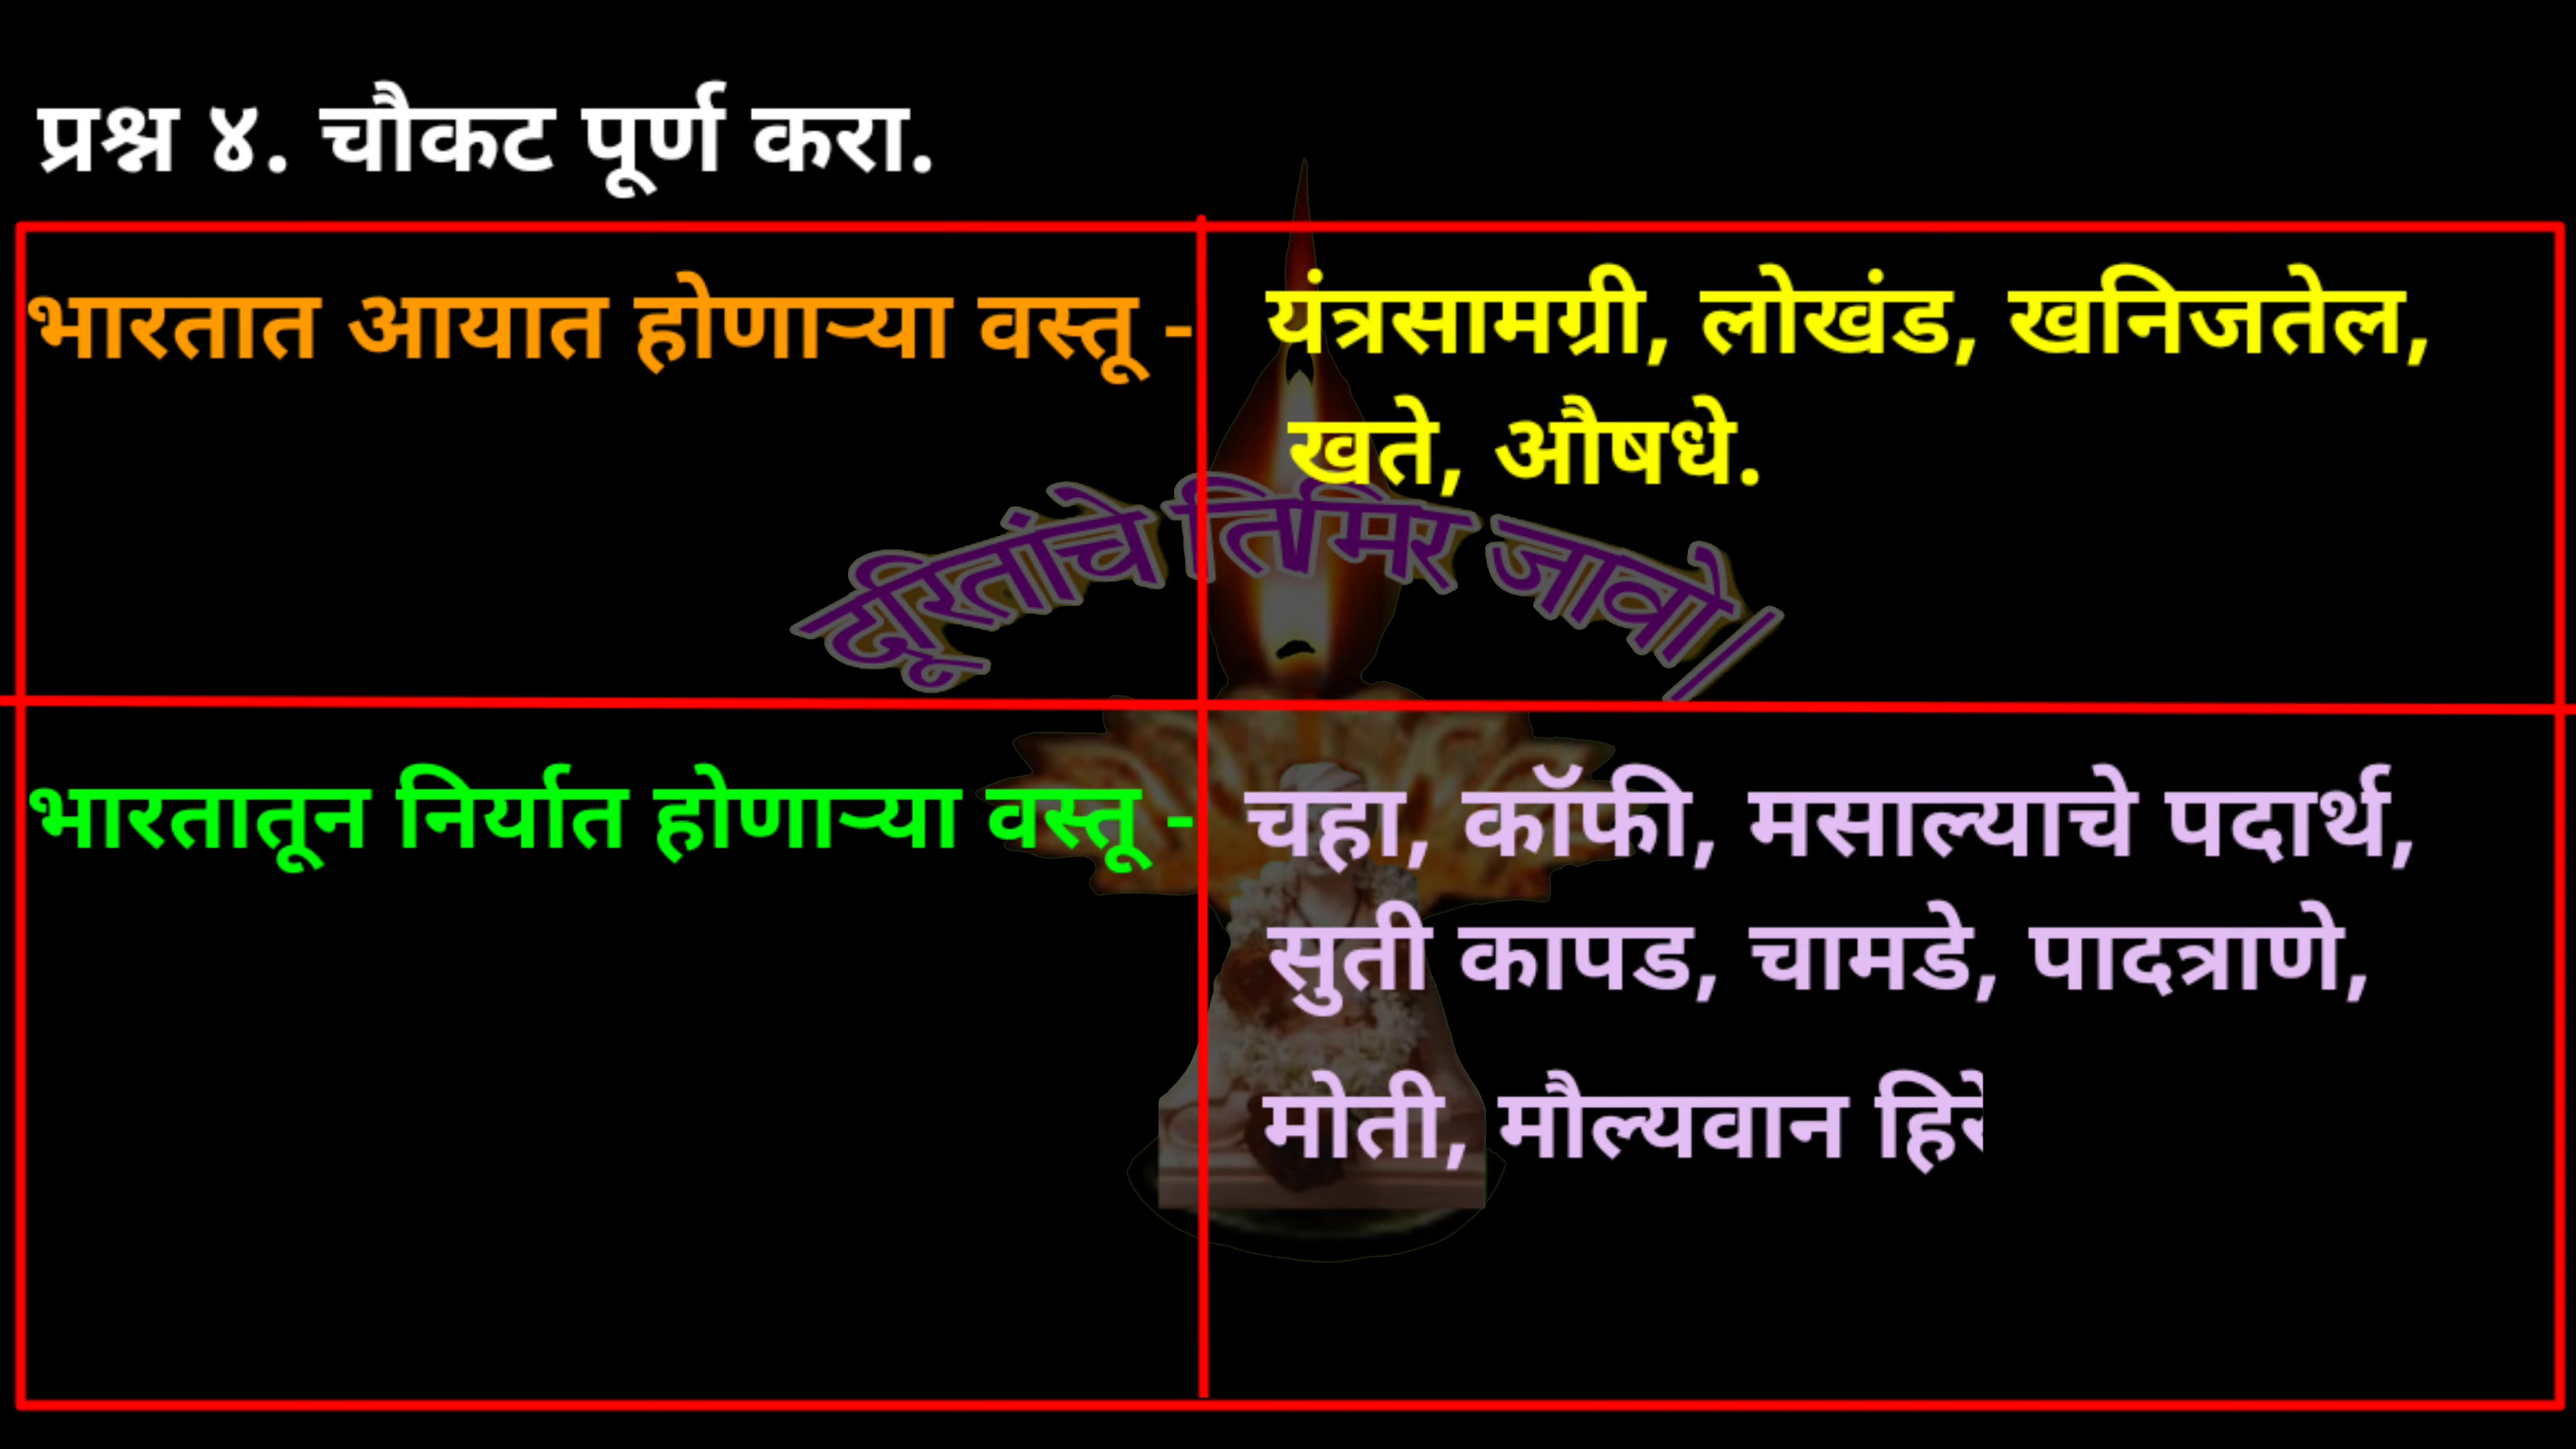 प्रश्न ४. चौकट पूर्ण करा.
भारतात आयात होणाऱ्या वस्तू -
यंत्रसामग्री, लोखंड, खनिजतेल,
खते, औषधे.
दूरितांचे तिमिर जावो।
भारतातून निर्यात होणाऱ्या वस्तू -
चहा, कॉफी, मसाल्याचे पदार्थ,
सुती कापड, चामडे, पादत्राणे,
मोती, मौल्यवान